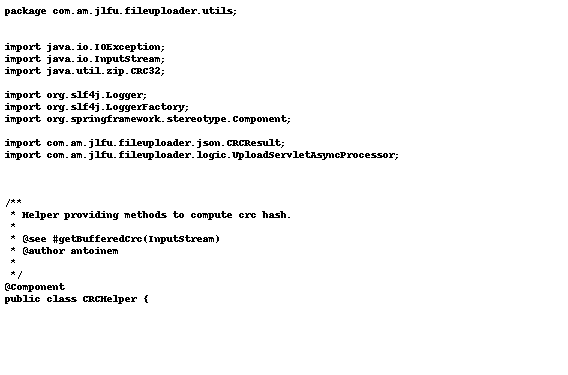 package com.am.jlfu.fileuploader.utils;
import java.io.IOException;
import java.io.InputStream;
import java.util.zip.CRC32;
import org.slf4j.Logger;
import org.slf4j.LoggerFactory;
import org.springframework.stereotype.Component;
import com.am.jlfu.fileuploader.json.CRCResult;
import com.am.jlfu.fileuploader.logic.UploadServletAsyncProcessor;
/**
 * Helper providing methods to compute crc hash.
 *
 * @see #getBufferedCrc(InputStream)
 * @author antoinem
 *
 */
@Component
public class CRCHelper {